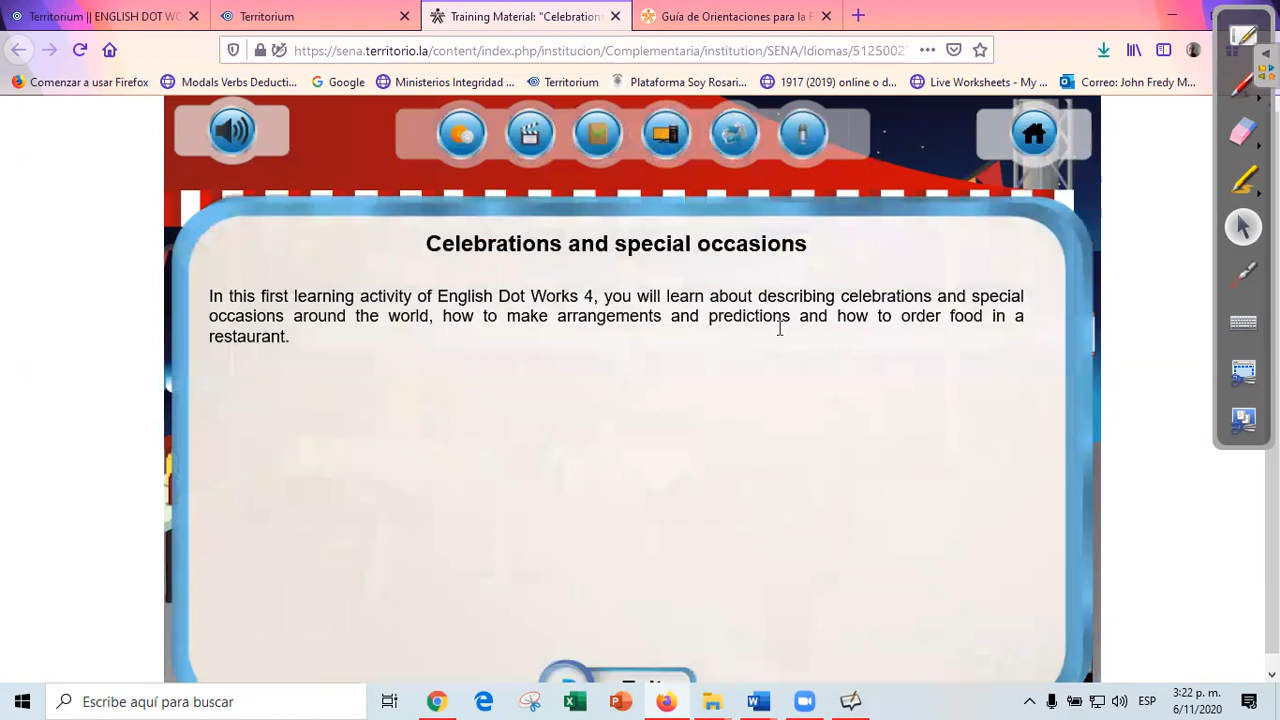 Territorium || ENGLISH DOT WO
Territorium
Training Material: "Celebrations
Guía de Orientaciones para la F
https://sena.territorio.la/content/index.php/institucion/Complementaria/institution/SENA/Idiomas/5125002
Comenzar a usar Firefox
Modals Verbs Deducti...
Google
Ministerios Integridad ...
Territorium
Plataforma Soy Rosari...
1917 (2019) online o d...
Live Worksheets - My ...
Correo: John Fredy M...
Celebrations and special occasions
In this first learning activity of English Dot Works 4, you will learn about describing celebrations and special
occasions around the world, how to make arrangements and predictions and how to order food in a
restaurant.
Escribe aquí para buscar
ESP
3:22 p. m.
6/11/2020